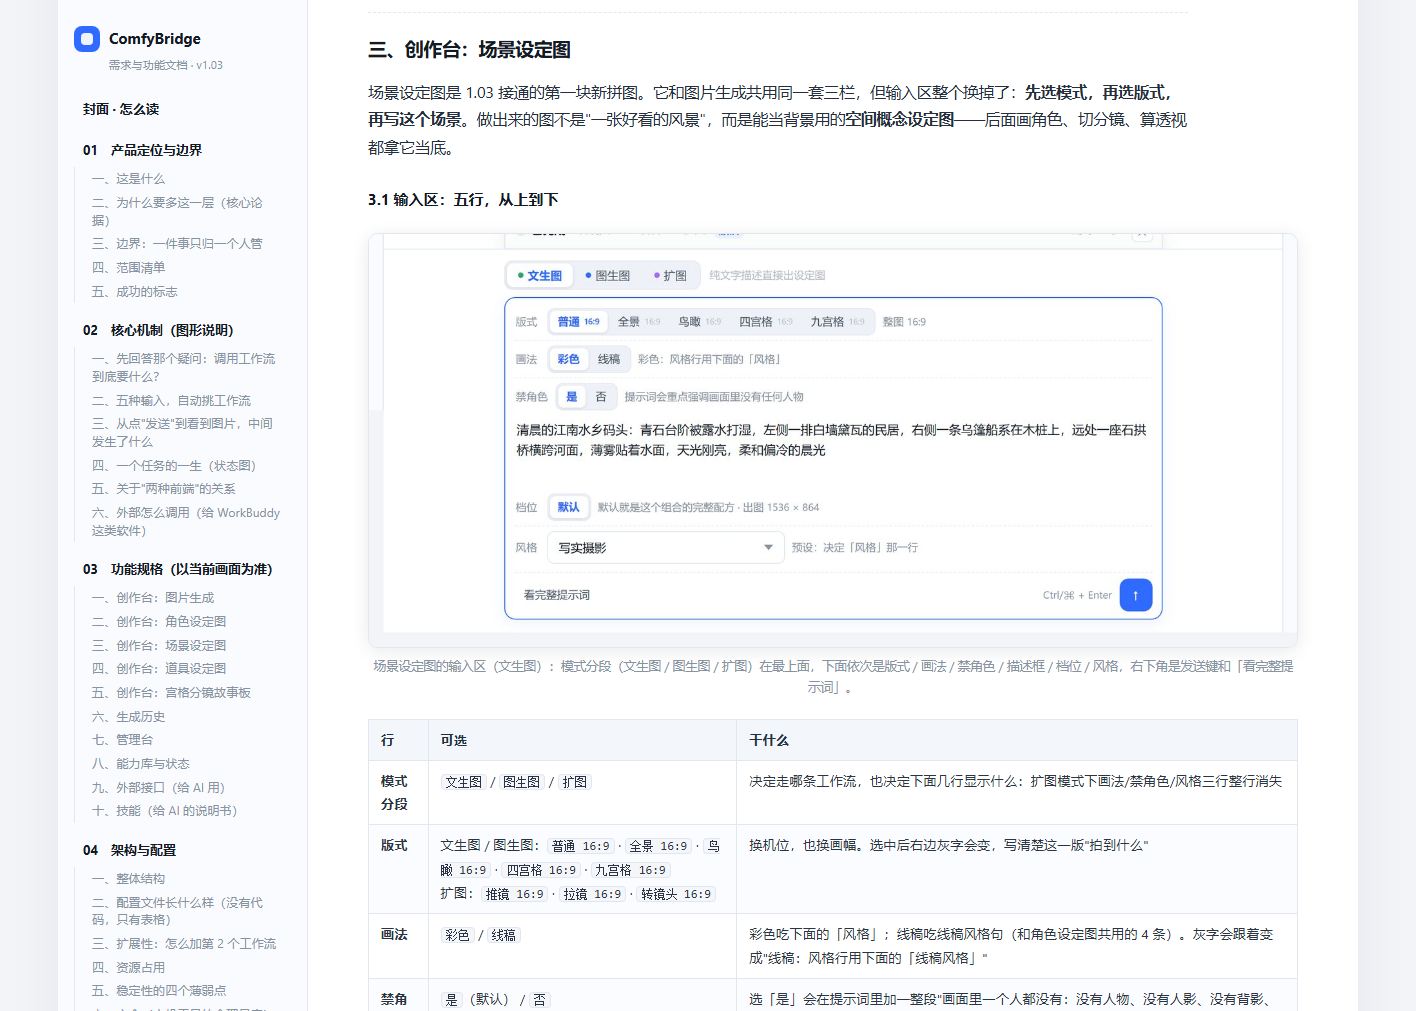 ComfyBridge
需求与功能文档 · v1.03
封面 · 怎么读
01 产品定位与边界
一、这是什么
二、为什么要多这一层（核心论
据）
三、边界：一件事只归一个人管
四、范围清单
五、成功的标志
02 核心机制（图形说明）
一、先回答那个疑问：调用工作流
到底要什么？
二、五种输入，自动挑工作流
三、从点"发送"到看到图片，中间
发生了什么
四、一个任务的一生（状态图）
五、关于"两种前端"的关系
六、外部怎么调用（给 WorkBuddy
这类软件）
03 功能规格（以当前画面为准）
一、创作台：图片生成
二、创作台：角色设定图
三、创作台：场景设定图
四、创作台：道具设定图
五、创作台：宫格分镜故事板
六、生成历史
七、管理台
八、能力库与状态
九、外部接口（给 AI 用）
十、技能（给 AI 的说明书）
04 架构与配置
一、整体结构
二、配置文件长什么样（没有代
码，只有表格）
三、扩展性：怎么加第 2 个工作流
四、资源占用
五、稳定性的四个薄弱点
三、创作台：场景设定图
场景设定图是 1.03 接通的第一块新拼图。它和图片生成共用同一套三栏，但输入区整个换掉了：先选模式，再选版式，
再写这个场景。做出来的图不是"一张好看的风景"，而是能当背景用的空间概念设定图——后面画角色、切分镜、算透视
都拿它当底。
3.1 输入区：五行，从上到下
文生图 图生图 扩图 纯文字描述直接出设定图
版式 普通 16:9 全景 16:9 鸟瞰 16:9 四宫格 16:9 九宫格 16:9 整图 16:9
画法 彩色 线稿 彩色：风格行用下面的「风格」
禁角色 是 否 提示词会重点强调画面里没有任何人物
清晨的江南水乡码头：青石台阶被露水打湿，左侧一排白墙黛瓦的民居，右侧一条乌篷船系在木桩上，远处一座石拱
桥横跨河面，薄雾贴着水面，天光刚亮，柔和偏冷的晨光
档位 默认 默认就是这个组合的完整配方 · 出图 1536 × 864
风格 写实摄影 预设：决定「风格」那一行
看完整提示词 Ctrl/⌘ + Enter ↑
场景设定图的输入区（文生图）：模式分段（文生图 / 图生图 / 扩图）在最上面，下面依次是版式 / 画法 / 禁角色 / 描述框 / 档位 / 风格，右下角是发送键和「看完整提
示词」。
行 可选 干什么
模式 文生图 / 图生图 / 扩图 决定走哪条工作流，也决定下面几行显示什么：扩图模式下画法/禁角色/风格三行整行消失
分段
版式 文生图 / 图生图： 普通 16:9 · 全景 16:9 · 鸟 换机位，也换画幅。选中后右边灰字会变，写清楚这一版"拍到什么"
瞰 16:9 · 四宫格 16:9 · 九宫格 16:9
扩图： 推镜 16:9 · 拉镜 16:9 · 转镜头 16:9
画法 彩色 / 线稿 彩色吃下面的「风格」；线稿吃线稿风格句（和角色设定图共用的 4 条）。灰字会跟着变
成"线稿：风格行用下面的「线稿风格」"
禁角 是（默认） / 否 选「是」会在提示词里加一整段"画面里一个人都没有：没有人物、没有人影、没有背影、